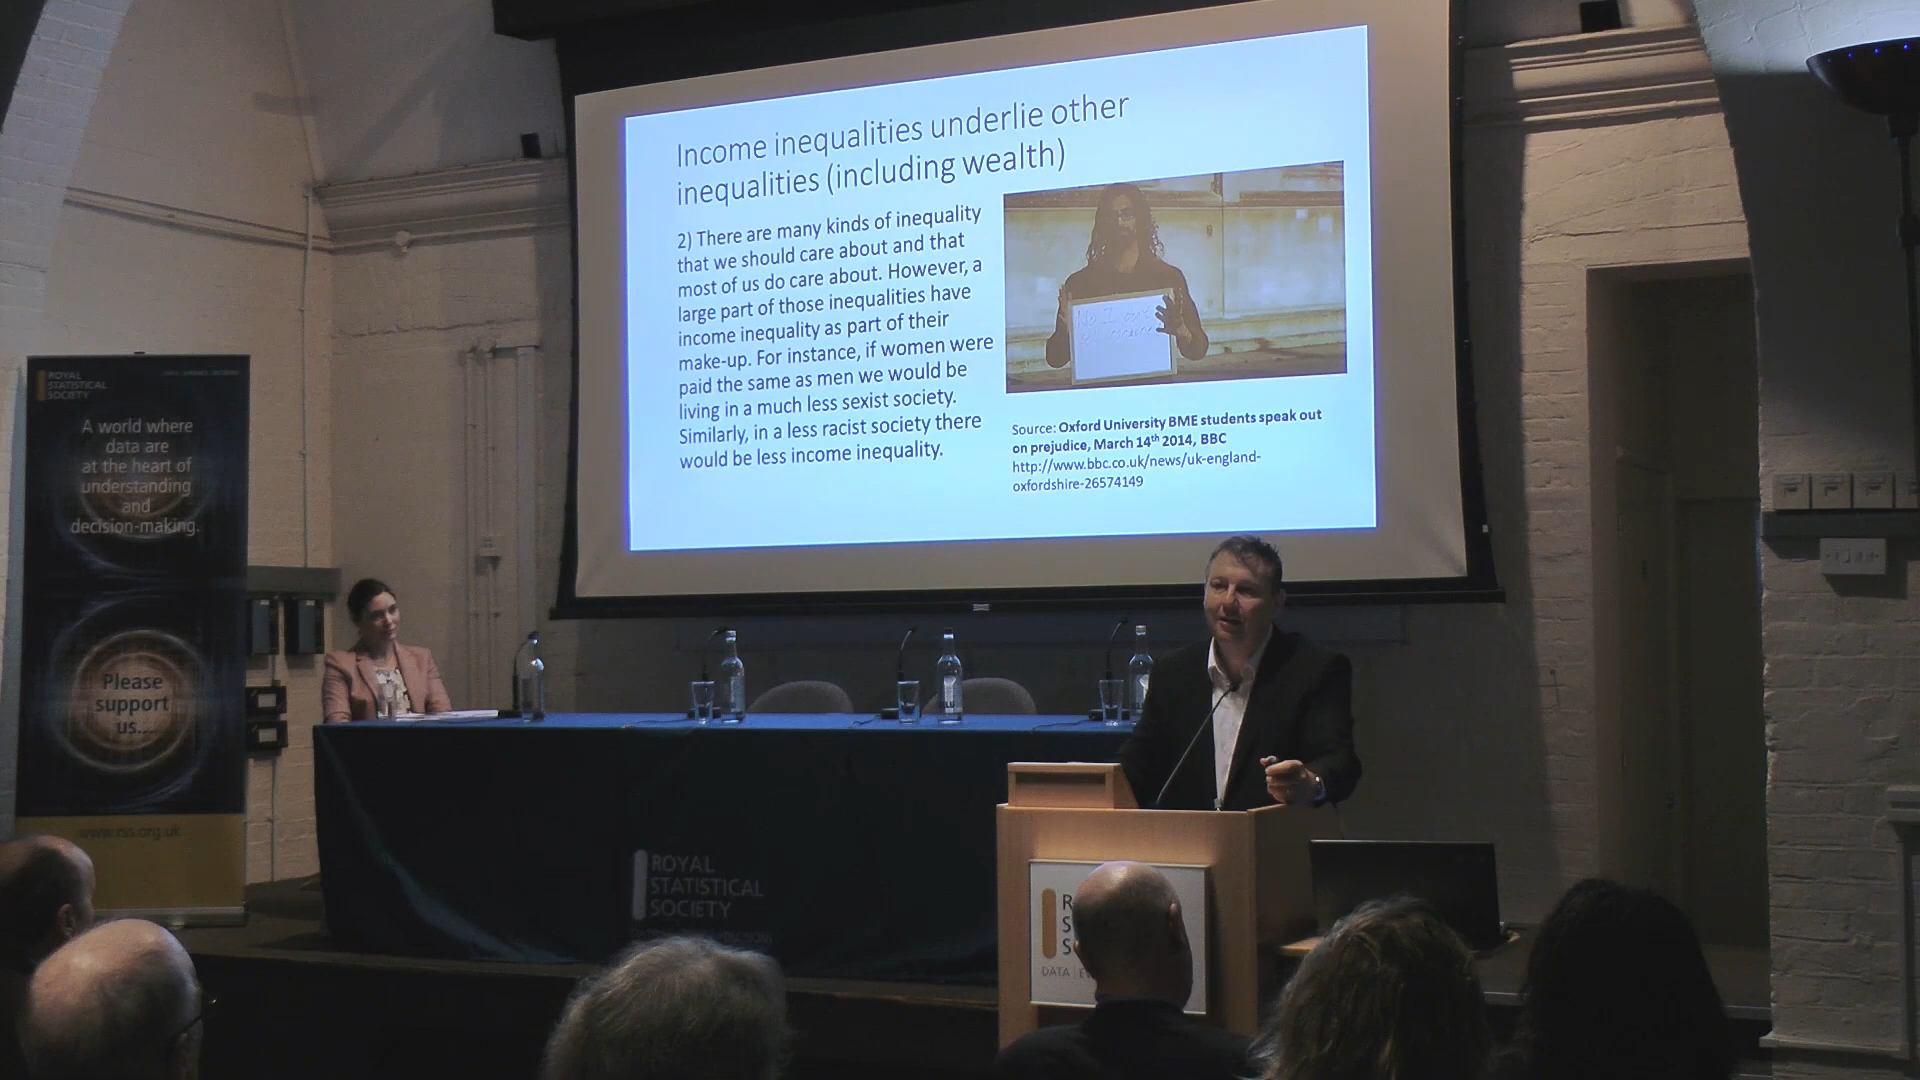 Income inequalities underlie other
inequalities (including wealth)
2) There are many kinds of inequality
that we should care about and that
most of us do care about. However, a
large part of those inequalities have
income inequality as part of their
make-up. For instance, if women were
paid the same as men we would be
living in a much less sexist society.
Similarly, in a less racist society there
would be less income inequality.
Source: Oxford University BME students speak out
on prejudice, March 14th 2014, BBC
http://www.bbc.co.uk/news/uk-england-
oxfordshire-26574149
ROYAL
STATISTICAL
SOCIETY
A world where
data are
at the heart of
understanding
and
decision-making.
Please
support
us...
www.rss.org.uk
ROYAL
STATISTICAL
SOCIETY
R
S
S
DATA